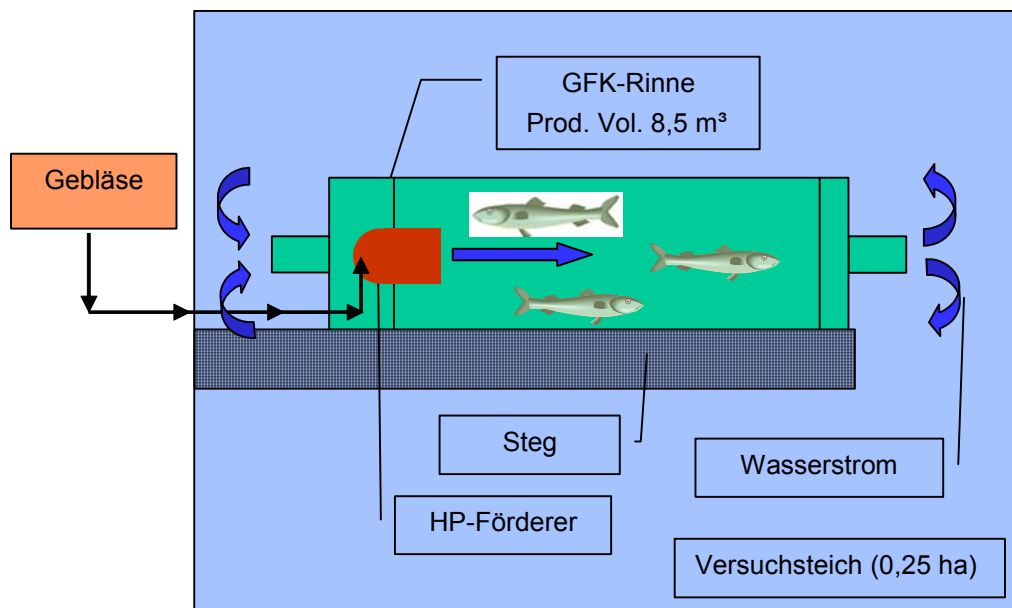 GFK-Rinne
Prod. Vol. 8,5 m³
Gebläse
Steg
Wasserstrom
HP-Förderer
Versuchsteich (0,25 ha)